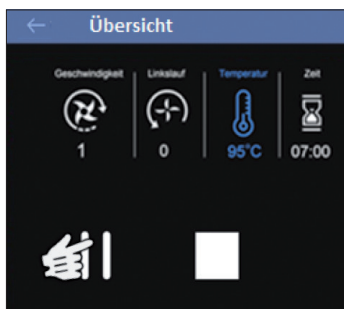 Übersicht
Geschwindigkeit Linkslauf Temperatur Zeit
1 0 95°C 07:00